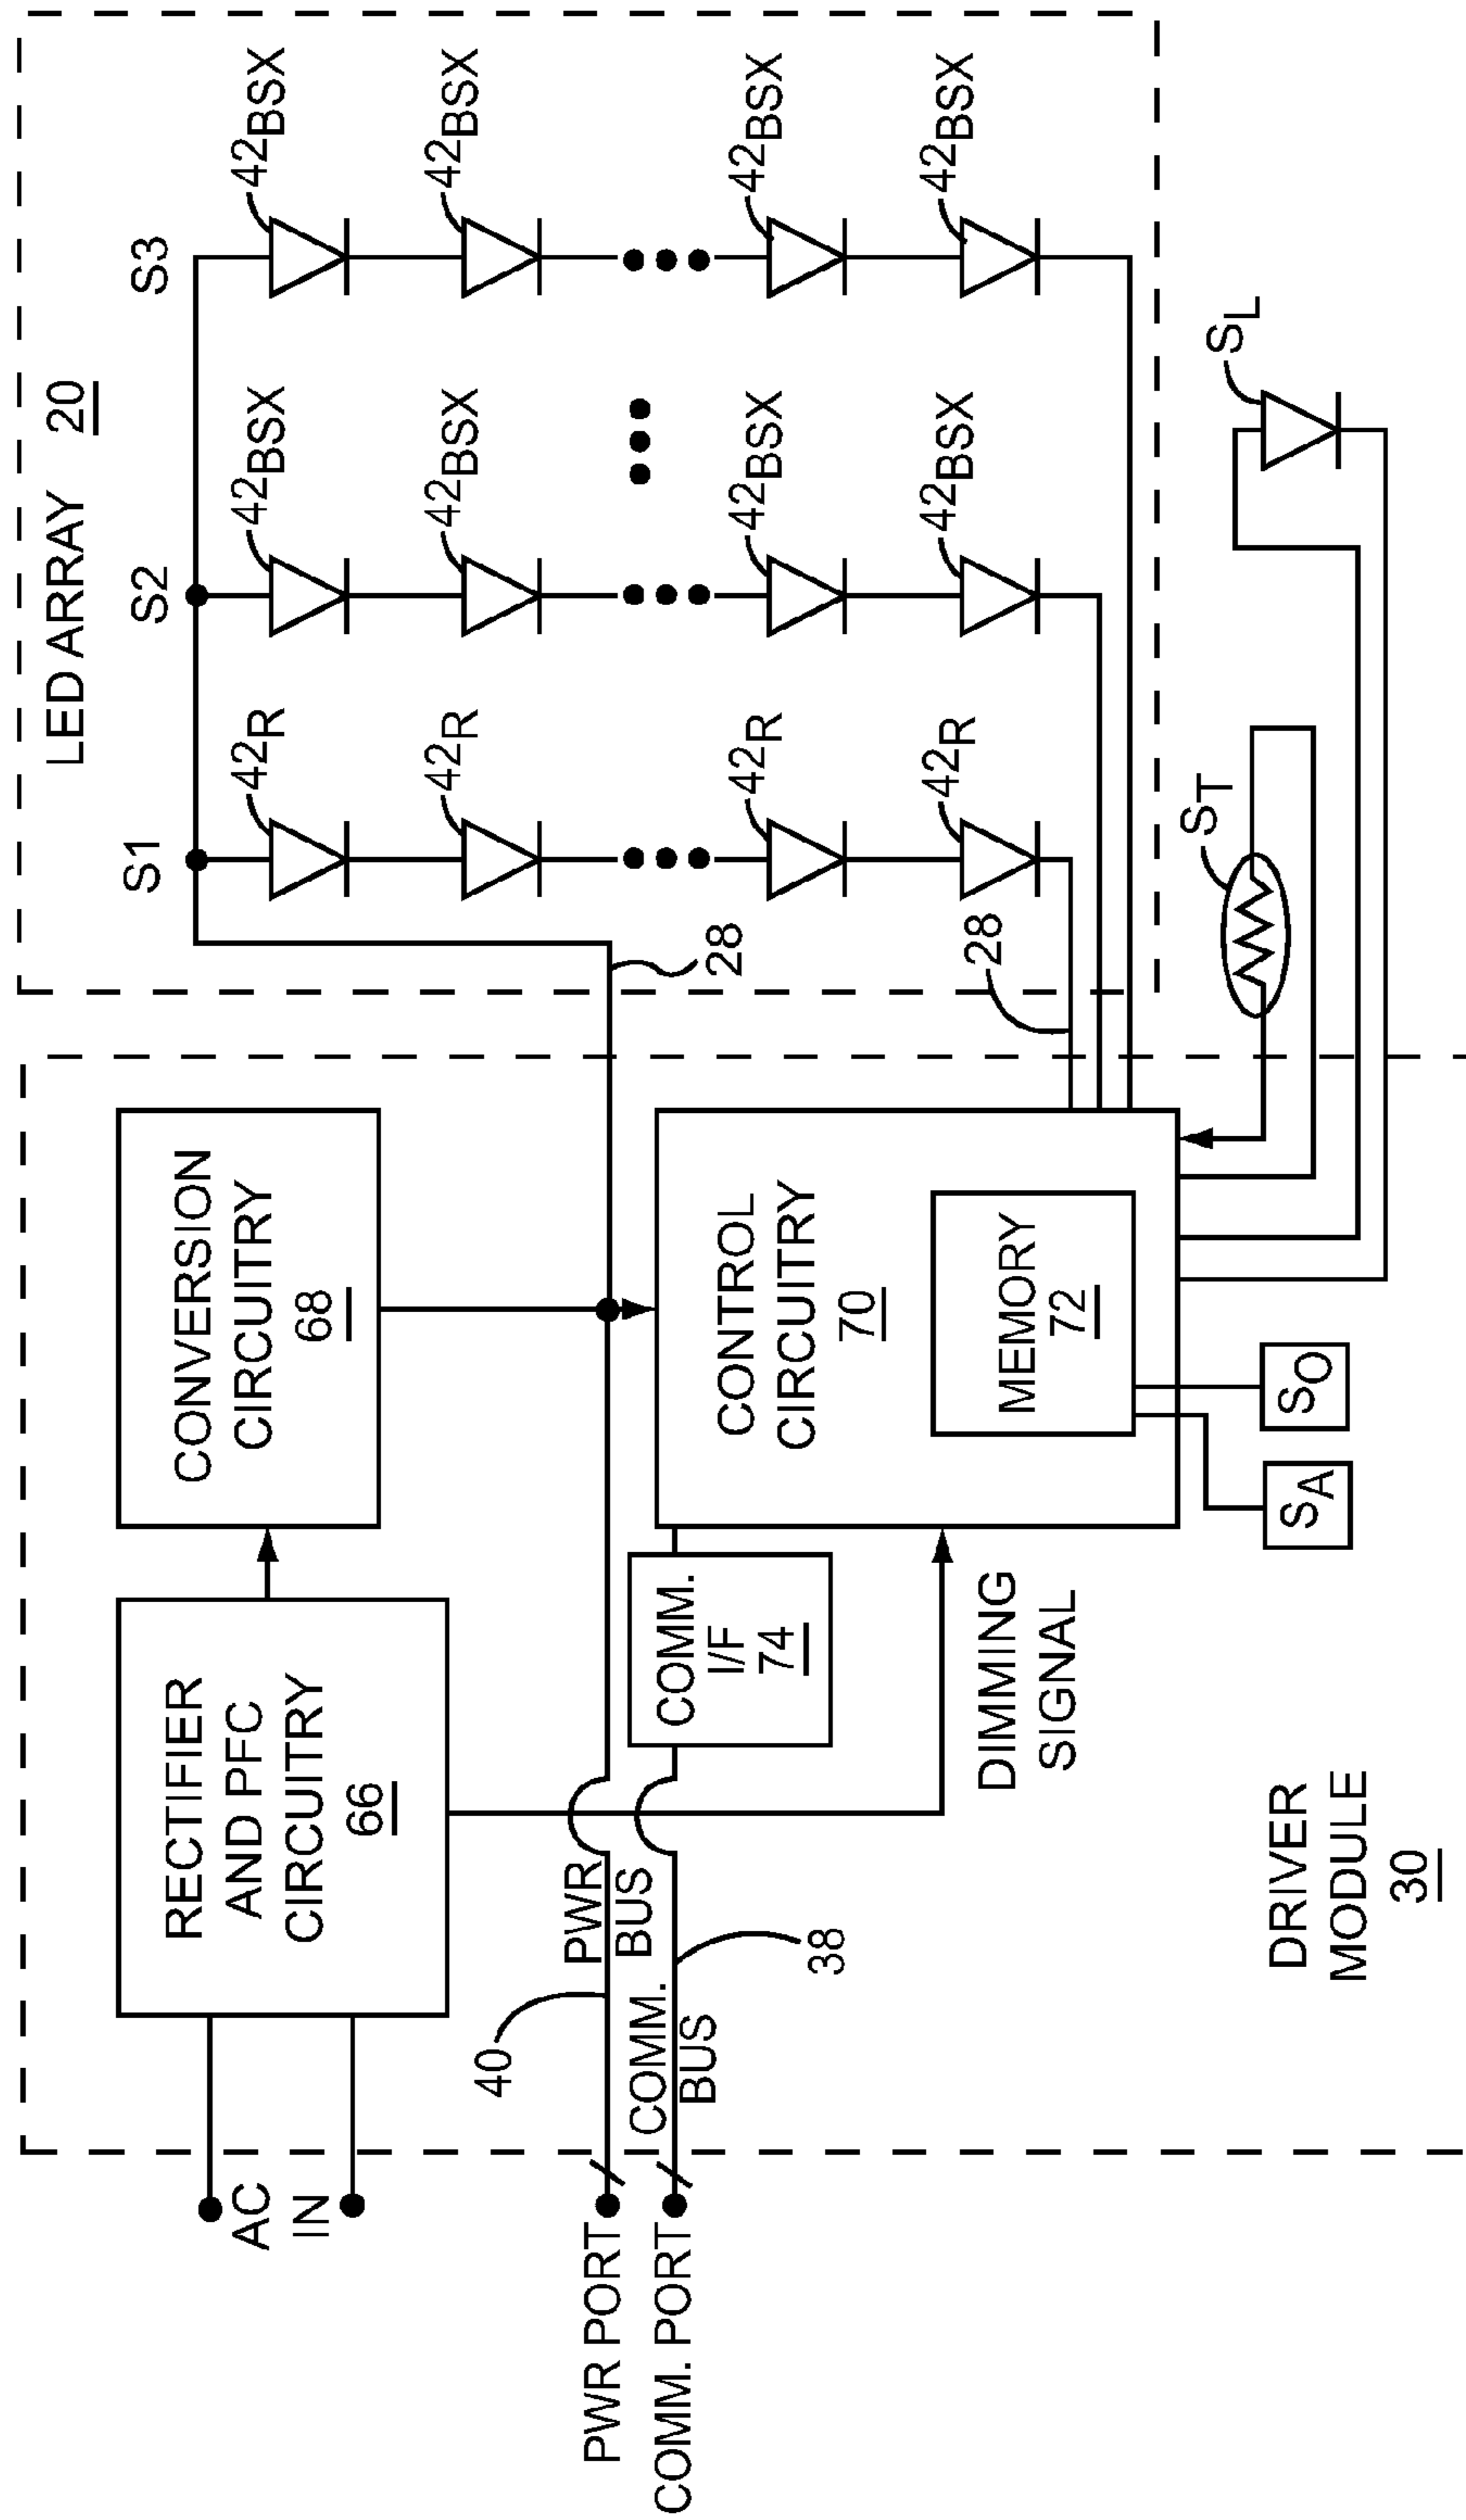 LED ARRAY 20
S1
S2
S3
42R
42BSX
42BSX
42R
42BSX
42BSX
42R
42BSX
42BSX
42R
42BSX
42BSX
28
28
ST
SL
AC
IN
RECTIFIER
AND PFC
CIRCUITRY
66
CONVERSION
CIRCUITRY
68
40
PWR
BUS
PWR PORT
COMM.
BUS
COMM. PORT
38
COMM.
I/F
74
CONTROL
CIRCUITRY
70
MEMORY
72
DIMMING
SIGNAL
SA
SO
DRIVER
MODULE
30